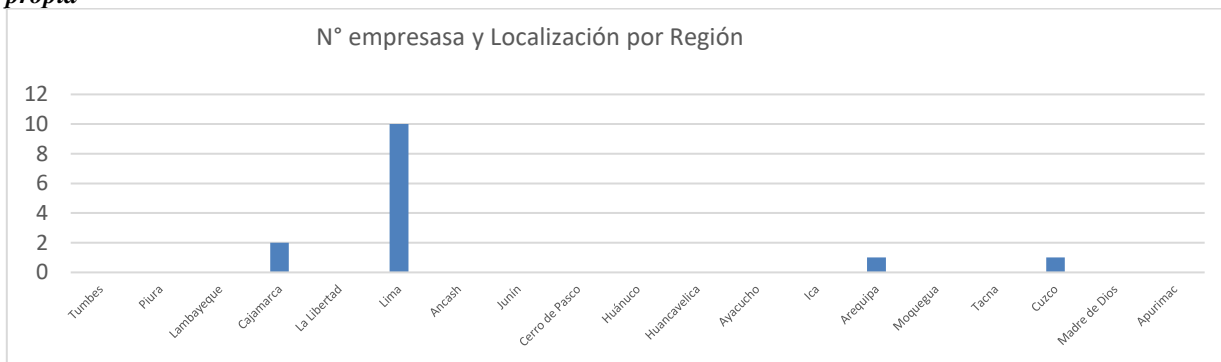 propia
N° empresasa y Localización por Región
12
10
8
6
4
2
0
Tumbes
Piura
Lambayeque
Cajamarca
La Libertad
Lima
Ancash
Junín
Cerro de Pasco
Huánuco
Huancavelica
Ayacucho
Ica
Arequipa
Moquegua
Tacna
Cuzco
Madre de Dios
Apurimac